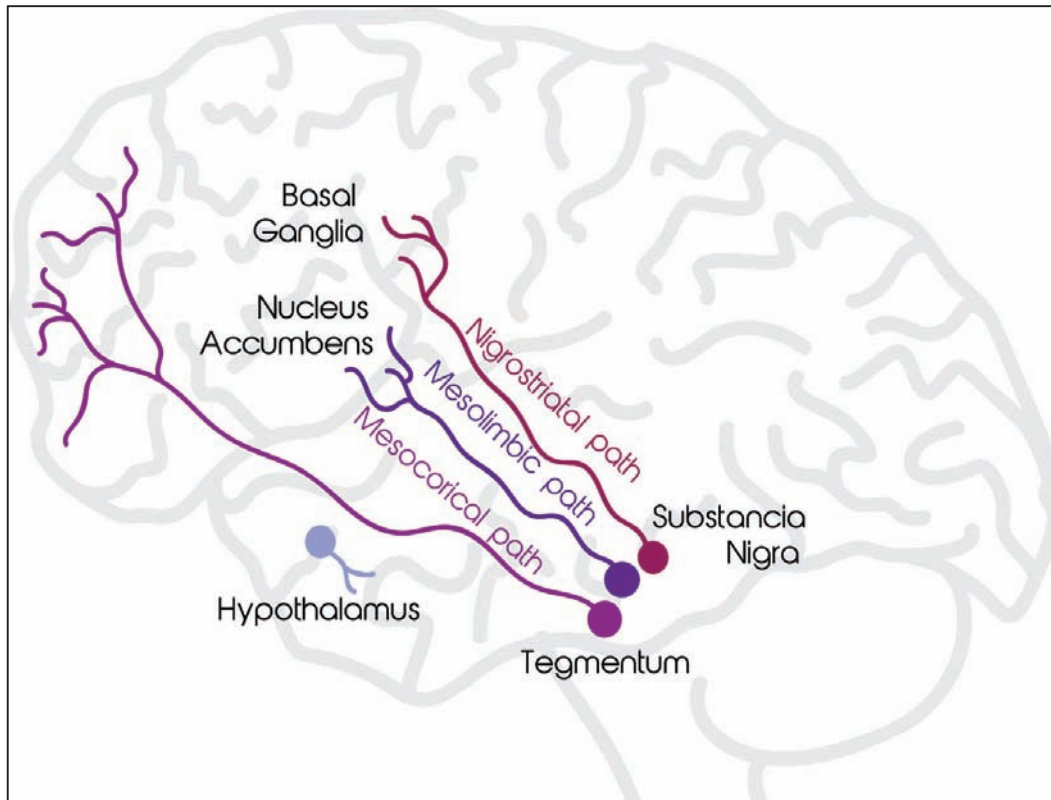 Basal
Ganglia
Nucleus
Accumbens
Nigrostriatal path
Mesolimbic path
Mesocorical path
Substancia
Nigra
Hypothalamus
Tegmentum